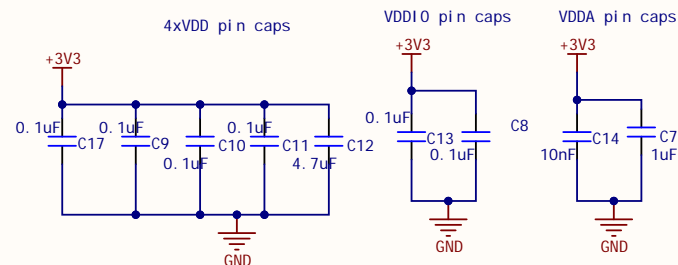 4xVDD pin caps
VDDIO pin caps
VDDA pin caps
+3V3
+3V3
+3V3
0.1uF
C17
0.1uF
C9
0.1uF
C10
0.1uF
C11
4.7uF
C12
0.1uF
C13
0.1uF
C8
10nF
C14
1uF
C7
GND
GND
GND